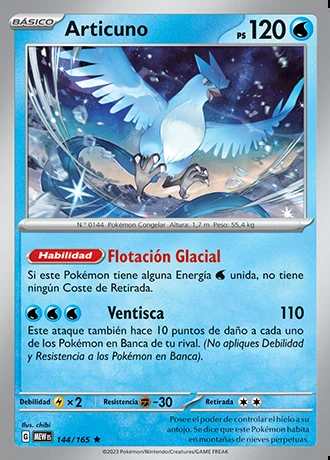 BÁSICO
Articuno
PS 120
N.º 0144 Pokémon Congelar Altura: 1,7 m Peso: 55,4 kg
Habilidad Flotación Glacial
Si este Pokémon tiene alguna Energía unida, no tiene
ningún Coste de Retirada.
Ventisca 110
Este ataque también hace 10 puntos de daño a cada uno
de los Pokémon en Banca de tu rival. (No apliques Debilidad
y Resistencia a los Pokémon en Banca).
Debilidad ×2 Resistencia -30 Retirada
Ilus. chibi
G MEW ES 144/165
Posee el poder de controlar el hielo a su
antojo. Se dice que este Pokémon habita
en montañas de nieves perpetuas.
©2023 Pokémon/Nintendo/Creatures/GAME FREAK